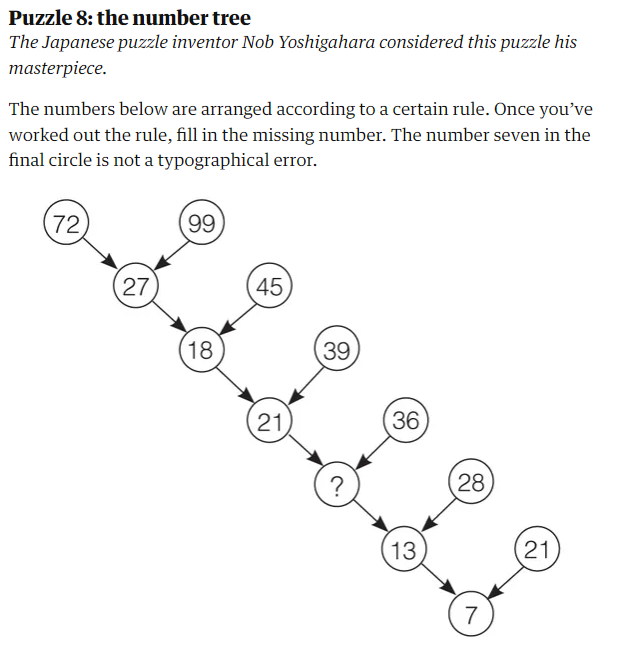 Puzzle 8: the number tree
The Japanese puzzle inventor Nob Yoshigahara considered this puzzle his
masterpiece.
The numbers below are arranged according to a certain rule. Once you’ve
worked out the rule, fill in the missing number. The number seven in the
final circle is not a typographical error.
72 99
27 45
18 39
21 36
? 28
13 21
7